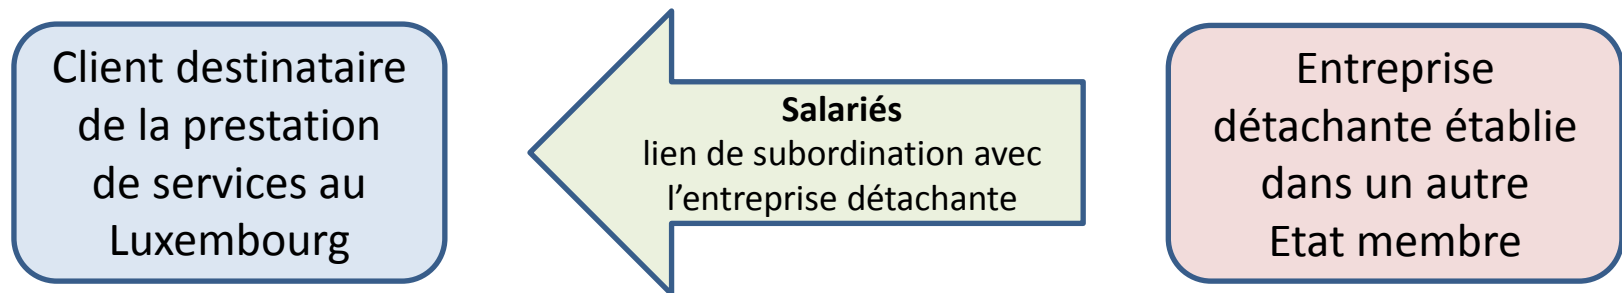 Client destinataire
de la prestation
de services au
Luxembourg
Salariés
lien de subordination avec
l’entreprise détachante
Entreprise
détachante établie
dans un autre
Etat membre